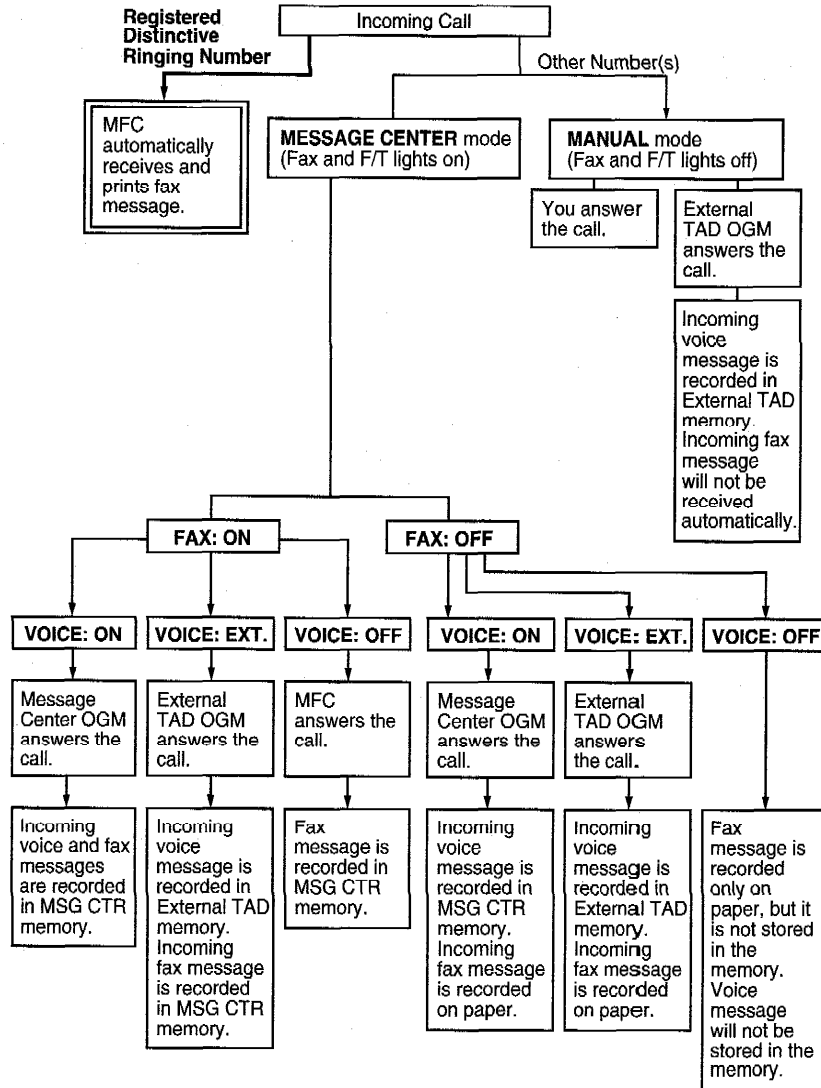 Registered
Distinctive
Ringing Number
Incoming Call
Other Number(s)
MFC
automatically
receives and
prints fax
message.
MESSAGE CENTER mode
(Fax and F/T lights on)
MANUAL mode
(Fax and F/T lights off)
You answer
the call.
External
TAD OGM
answers the
call.
Incoming
voice
message is
recorded in
External TAD
memory.
Incoming fax
message
will not be
received
automatically.
FAX: ON
FAX: OFF
VOICE: ON
VOICE: EXT.
VOICE: OFF
VOICE: ON
VOICE: EXT.
VOICE: OFF
Message
Center OGM
answers the
call.
External
TAD OGM
answers the
call.
MFC
answers the
call.
Message
Center OGM
answers the
call.
External
TAD OGM
answers
the call.
Incoming
voice and fax
messages
are recorded
in MSG CTR
memory.
Incoming
voice
message is
recorded in
External TAD
memory.
Incoming
fax message
is recorded
in MSG CTR
memory.
Fax
message is
recorded in
MSG CTR
memory.
Incoming
voice
message is
recorded in
MSG CTR
memory.
Incoming
fax message
is recorded
on paper.
Incoming
voice
message is
recorded in
External TAD
memory.
Incoming
fax message
is recorded
on paper.
Fax
message is
recorded
only on
paper, but it
is not stored
in the
memory.
Voice
message
will not be
stored in the
memory.